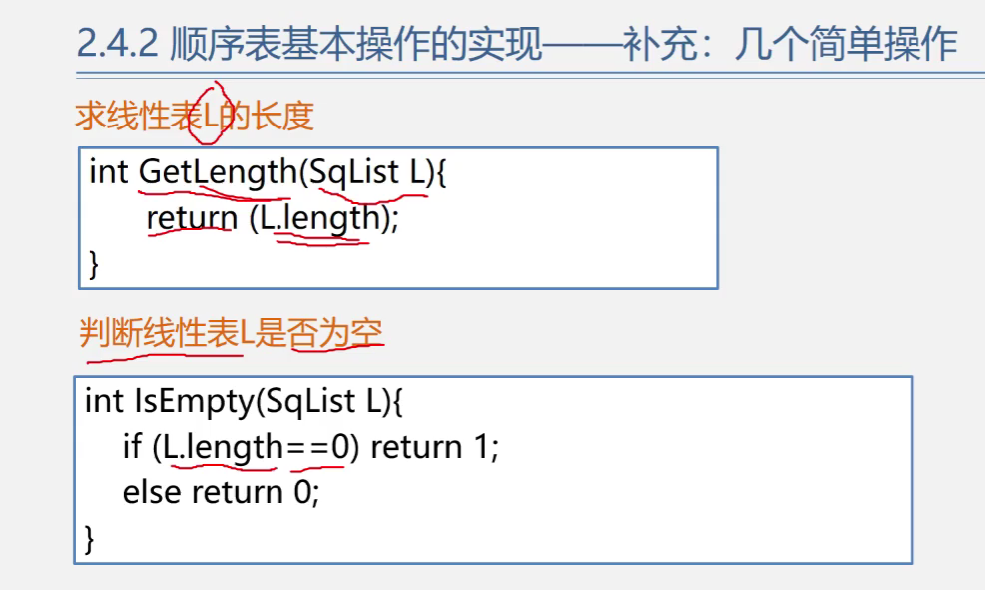 2.4.2 顺序表基本操作的实现——补充：几个简单操作
求线性表L的长度
int GetLength(SqList L){
return (L.length);
}
判断线性表L是否为空
int IsEmpty(SqList L){
if (L.length==0) return 1;
else return 0;
}